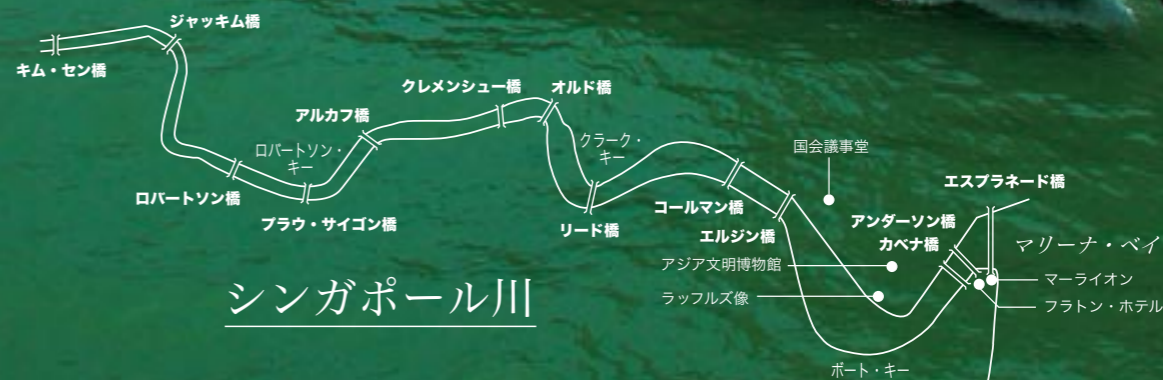 ジャッキム橋
キム・セン橋
クレメンシュー橋
オルド橋
アルカフ橋
ロバートソン・
キー
クラーク・
キー
国会議事堂
エスプラネード橋
ロバートソン橋
プラウ・サイゴン橋
リード橋
コールマン橋
エルジン橋
アンダーソン橋
カベナ橋
マリーナ・ベイ
アジア文明博物館
マーライオン
ラッフルズ像
フラトン・ホテル
シンガポール川
ボート・キー